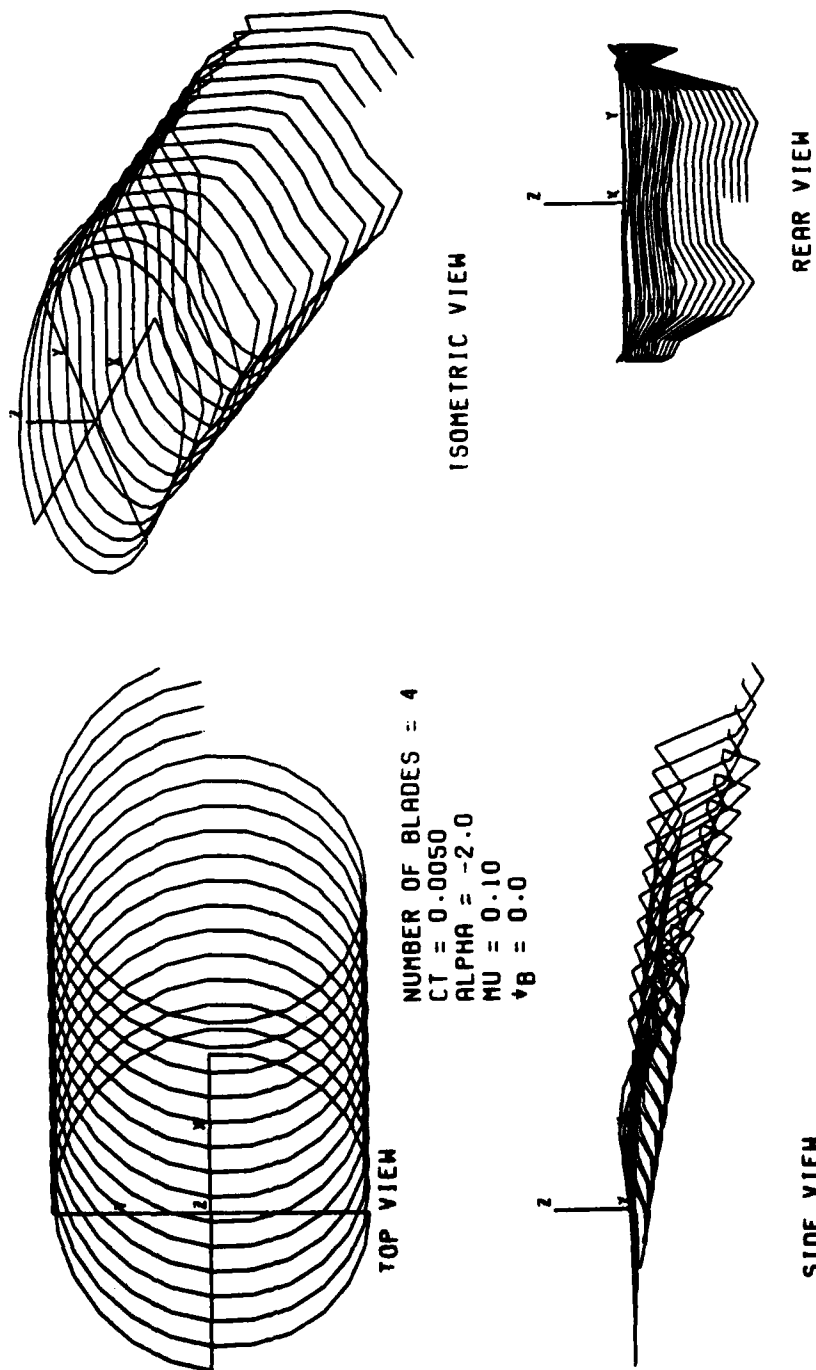 Y
Z
X
TOP VIEW
Z
Y
X
ISOMETRIC VIEW
NUMBER OF BLADES = 4
CT = 0.0050
ALPHA = -2.0
MU = 0.10
ΨB = 0.0
Z
Y
SIDE VIEW
Z
X
Y
REAR VIEW